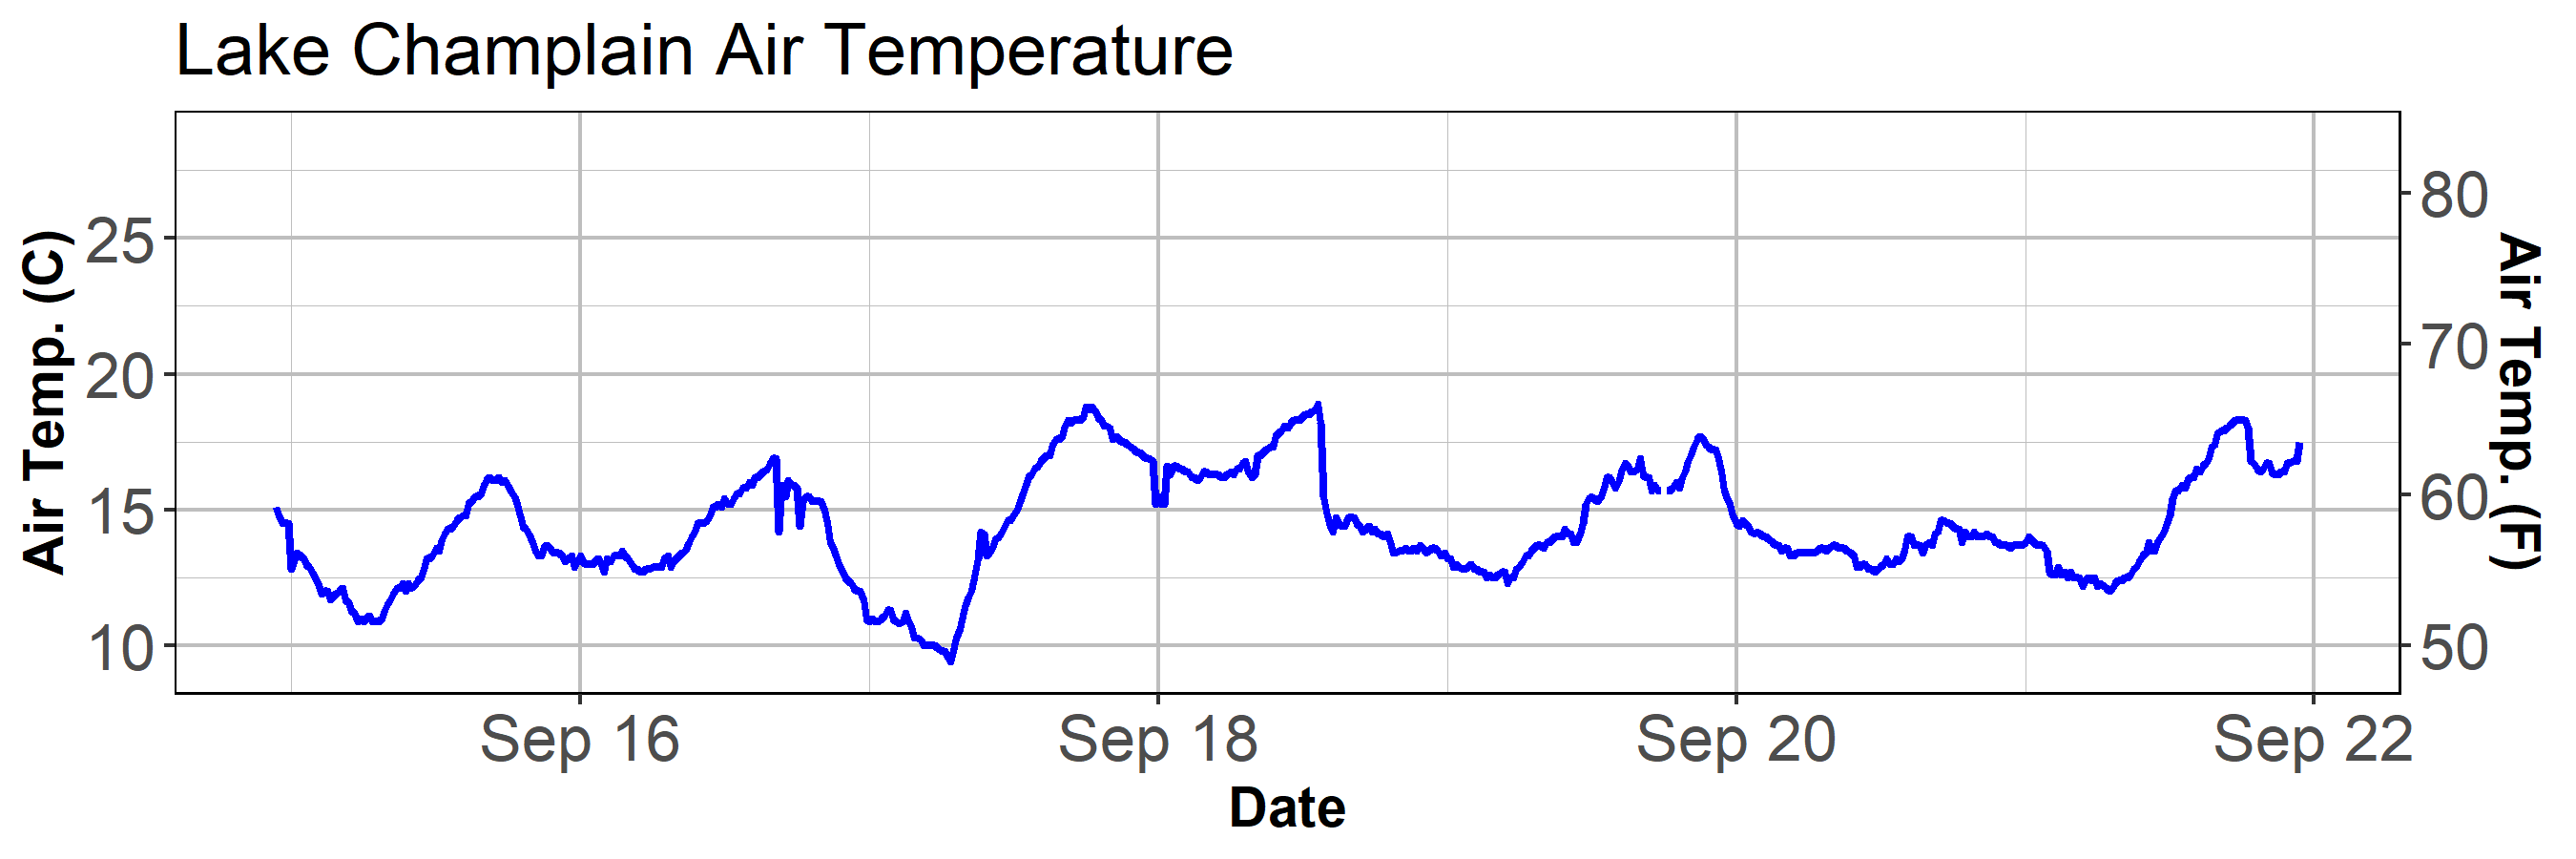 Lake Champlain Air Temperature
Air Temp. (C)
25
20
15
10
80
70
60
50
Air Temp. (F)
Sep 16
Sep 18
Sep 20
Sep 22
Date